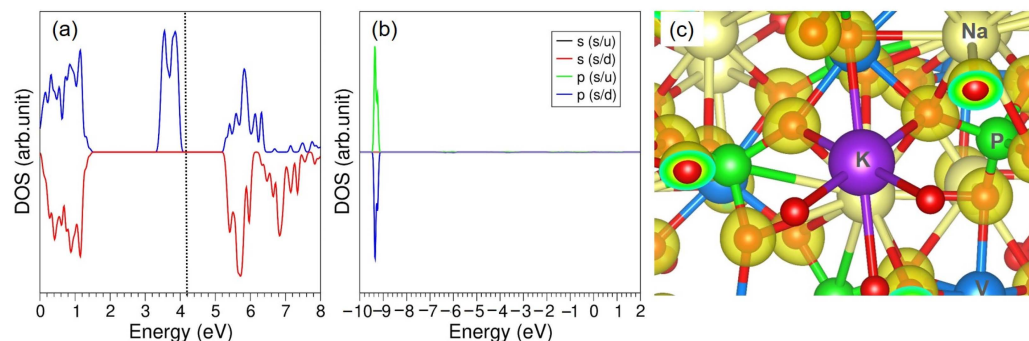 (a)
DOS (arb.unit)
0 1 2 3 4 5 6 7 8
Energy (eV)
(b)
s (s/u)
s (s/d)
p (s/u)
p (s/d)
DOS (arb.unit)
−10 −9 −8 −7 −6 −5 −4 −3 −2 −1 0 1 2
Energy (eV)
(c)
Na
P
K
V